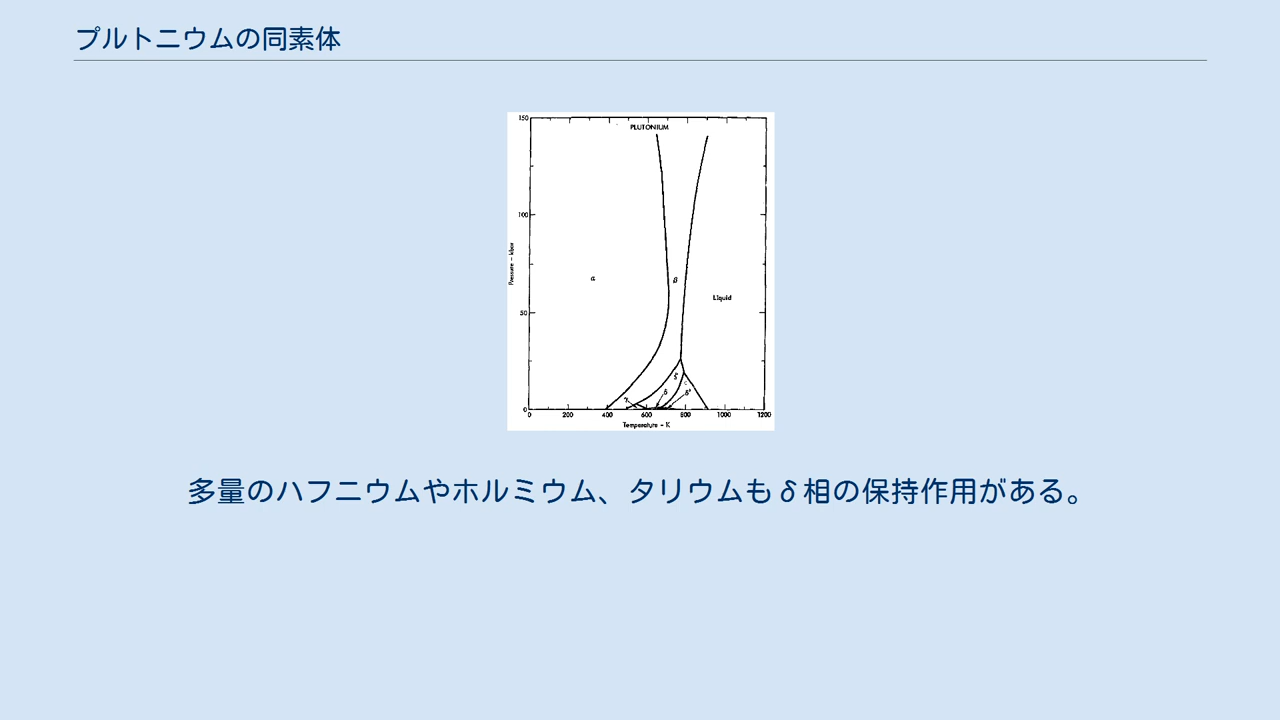 プルトニウムの同素体
150
PLUTONIUM
100
Pressure – kbar
α
β
Liquid
50
γ
δ
0
0 200 400 600 800 1000 1200
Temperature – K
多量のハフニウムやホルミウム、タリウムもδ相の保持作用がある。